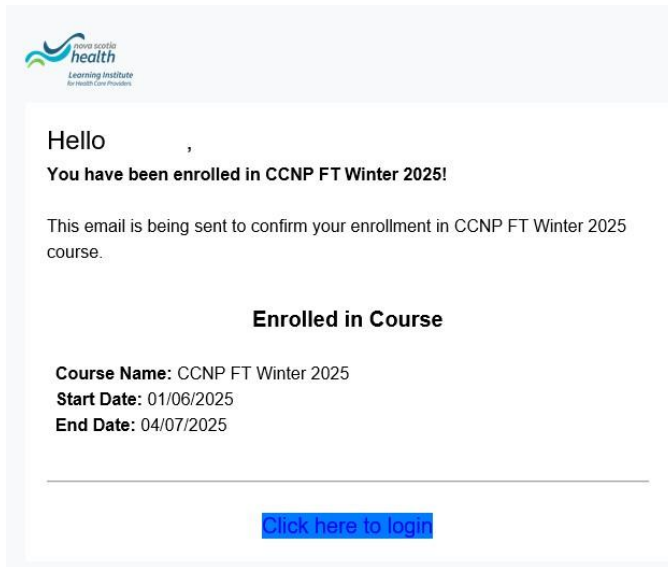 nova scotia
health
Learning Institute
for Health Care Providers
Hello ,
You have been enrolled in CCNP FT Winter 2025!
This email is being sent to confirm your enrollment in CCNP FT Winter 2025
course.
Enrolled in Course
Course Name: CCNP FT Winter 2025
Start Date: 01/06/2025
End Date: 04/07/2025
Click here to login